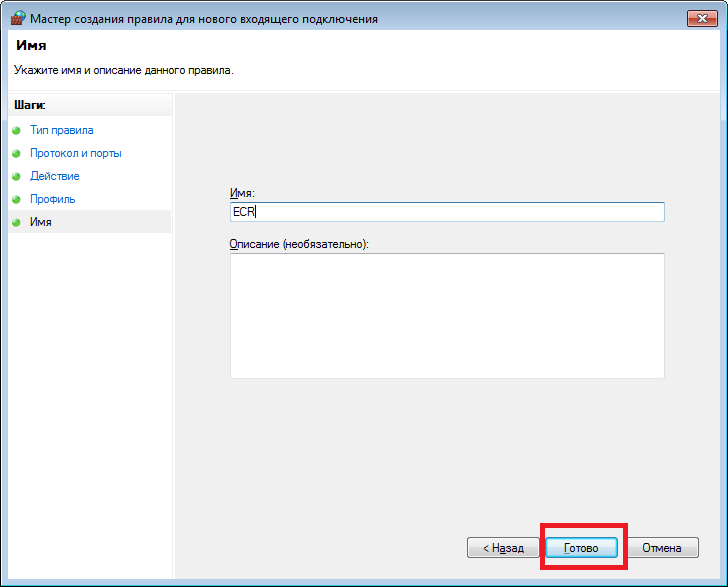 Мастер создания правила для нового входящего подключения
Имя
Укажите имя и описание данного правила.
Шаги:
Тип правила
Протокол и порты
Действие
Профиль
Имя
Имя:
ECR
Описание (необязательно):
< Назад
Готово
Отмена